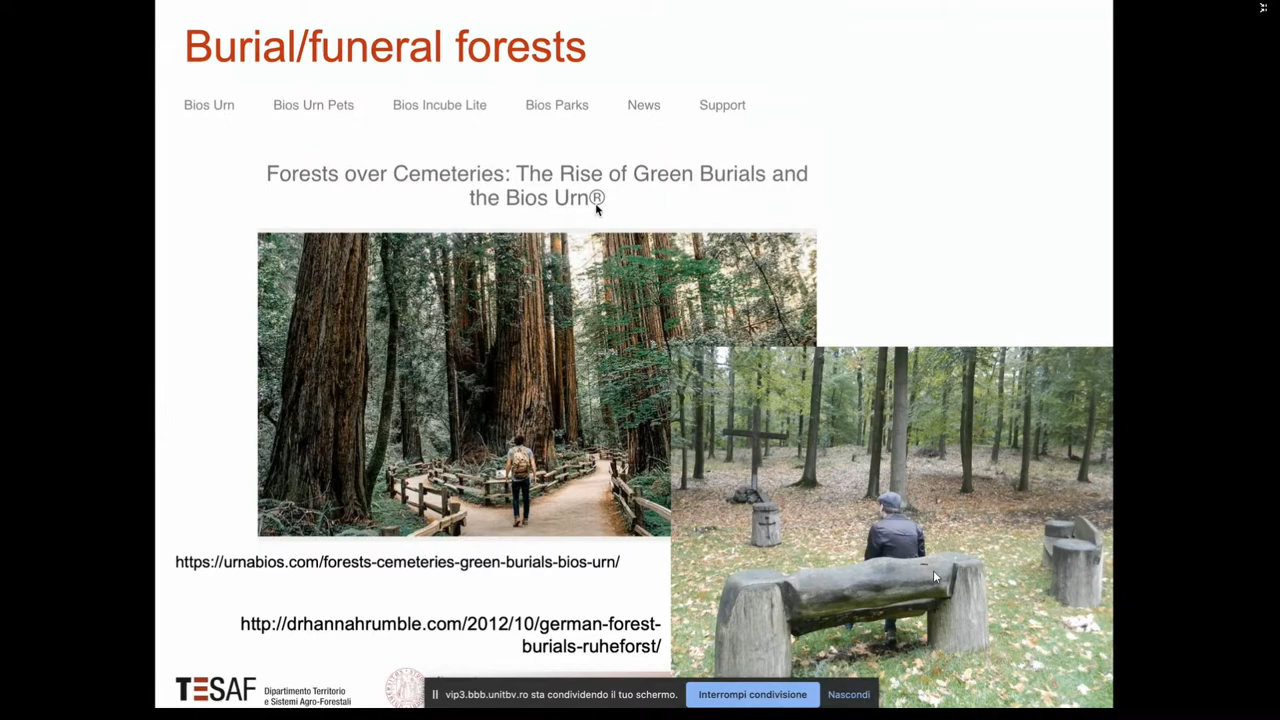 Burial/funeral forests
Bios Urn Bios Urn Pets Bios Incube Lite Bios Parks News Support
Forests over Cemeteries: The Rise of Green Burials and
the Bios Urn®
https://urnabios.com/forests-cemeteries-green-burials-bios-urn/
http://drhannahrumble.com/2012/10/german-forest-
burials-ruheforst/
TESAF Dipartimento Territorio
e Sistemi Agro-Forestali
vip3.bbb.unitbv.ro sta condividendo il tuo schermo. Interrompi condivisione Nascondi